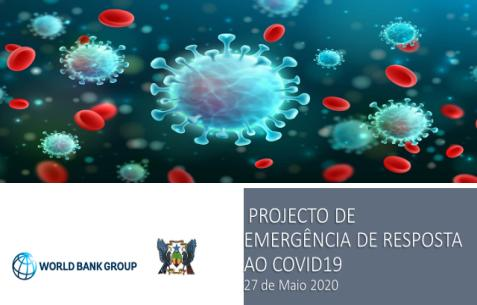 PROJECTO DE
EMERGÊNCIA DE RESPOSTA
AO COVID19
27 de Maio 2020
WORLD BANK GROUP